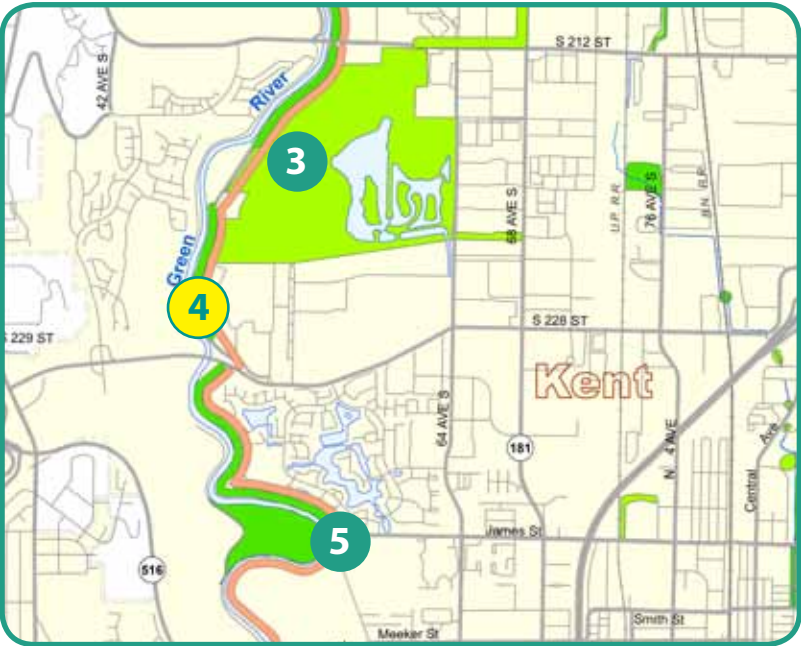 S 212 ST
42 AVE S
River
3
68 AVE S
U.P. R.R.
76 AVE S
B.N. R.R.
Green
4
S 228 ST
S 229 ST
Kent
64 AVE S
181
N 4 AVE
Central Ave
5
James St
516
Smith St
Meeker St